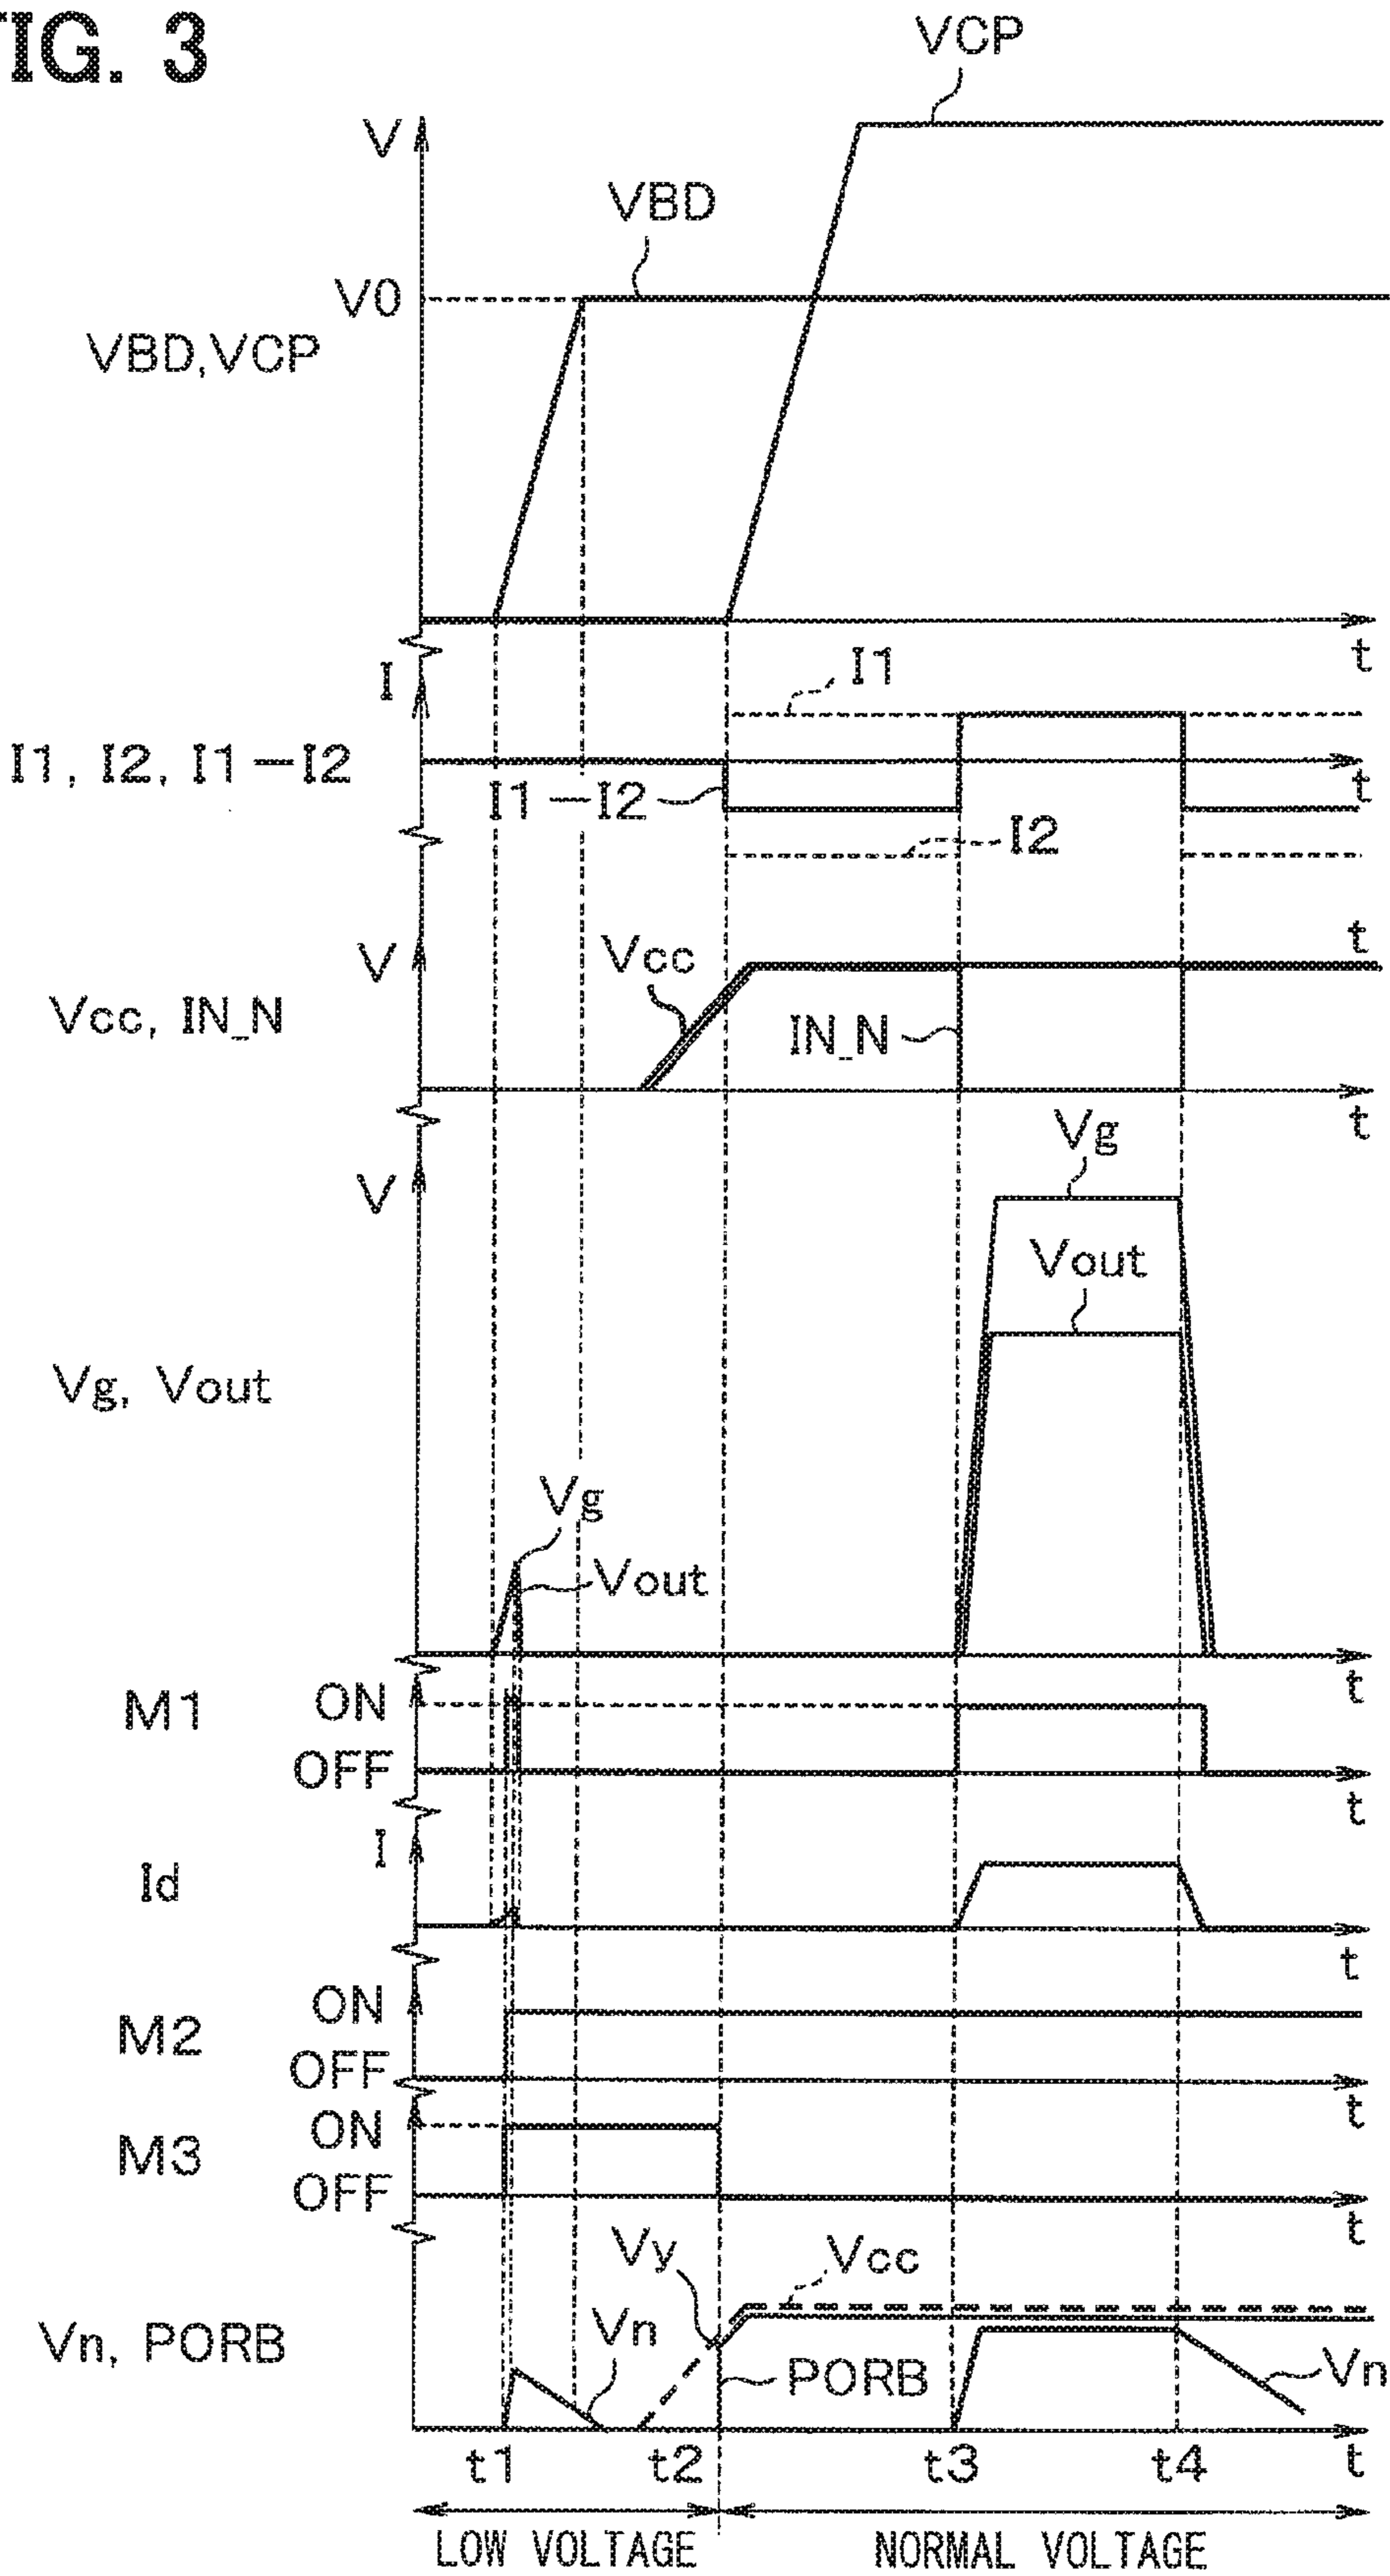 FIG. 3
VCP
V
VBD
V0
VBD,VCP
t
I
I1
I1, I2, I1-I2
t
I1-I2
I2
t
V
Vcc
Vcc, IN_N
IN_N
t
Vg
V
Vout
Vg, Vout
Vg
Vout
t
M1
ON
OFF
t
I
Id
t
M2
ON
OFF
t
M3
ON
OFF
t
Vy
Vcc
Vn
Vn, PORB
PORB
Vn
t1
t2
t3
t4
t
LOW VOLTAGE
NORMAL VOLTAGE